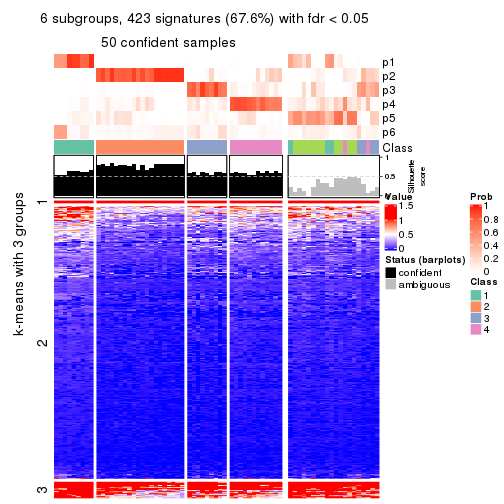 6 subgroups, 423 signatures (67.6%) with fdr < 0.05
50 confident samples
p1
p2
p3
p4
p5
p6
Class
1
0.5
0
Silhouette
score
k-means with 3 groups
1
2
3
Value
1.5
1
0.5
0
Status (barplots)
confident
ambiguous
Prob
1
0.8
0.6
0.4
0.2
0
Class
1
2
3
4